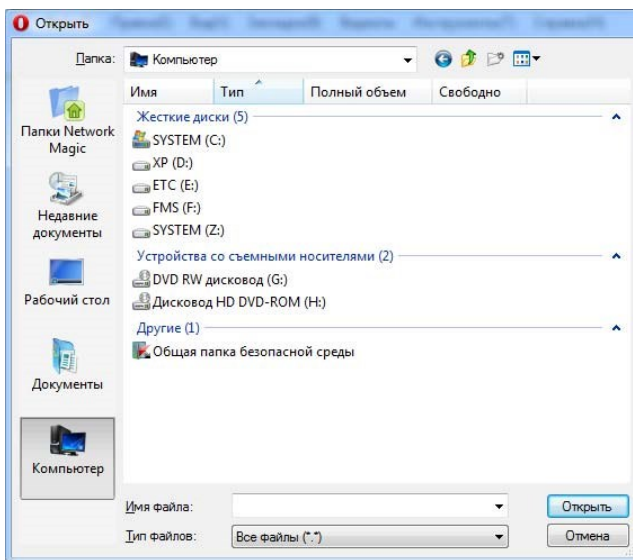 Открыть
Папка: Компьютер
Имя Тип Полный объем Свободно
Папки Network
Magic
Недавние
документы
Рабочий стол
Документы
Компьютер
Жесткие диски (5)
SYSTEM (C:)
XP (D:)
ETC (E:)
FMS (F:)
SYSTEM (Z:)
Устройства со съемными носителями (2)
DVD RW дисковод (G:)
Дисковод HD DVD-ROM (H:)
Другие (1)
Общая папка безопасной среды
Имя файла: Открыть
Тип файлов: Все файлы (*.*) Отмена